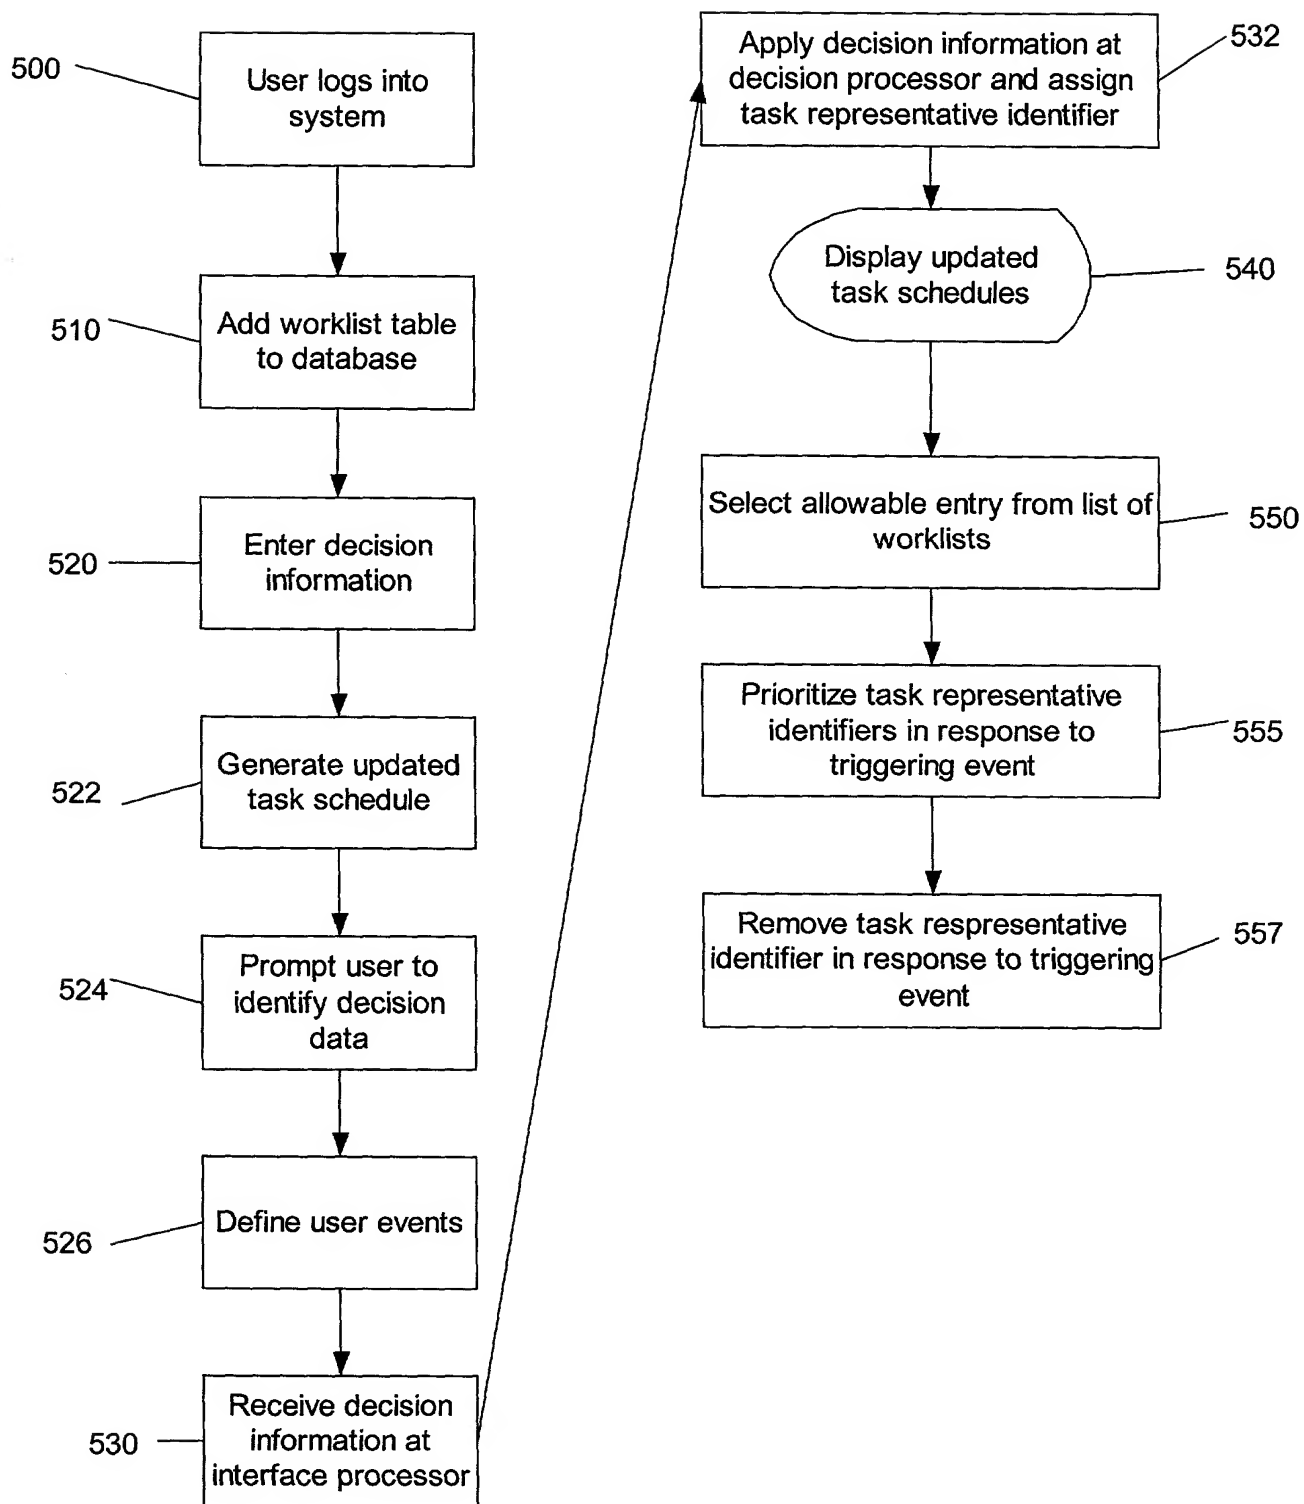 500
User logs into
system
510
Add worklist table
to database
520
Enter decision
information
522
Generate updated
task schedule
524
Prompt user to
identify decision
data
526
Define user events
530
Receive decision
information at
interface processor
Apply decision information at
decision processor and assign
task representative identifier
532
Display updated
task schedules
540
Select allowable entry from list of
worklists
550
Prioritize task representative
identifiers in response to
triggering event
555
Remove task respresentative
identifier in response to triggering
event
557